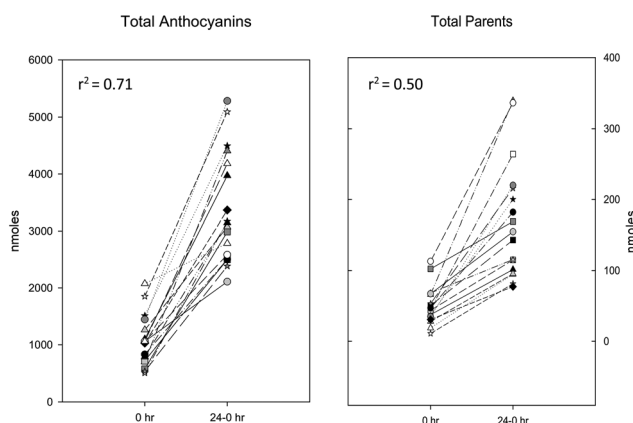 Total Anthocyanins
r² = 0.71
6000
5000
4000
3000
2000
1000
0
nmoles
0 hr
24-0 hr
Total Parents
r² = 0.50
400
300
200
100
0
nmoles
0 hr
24-0 hr